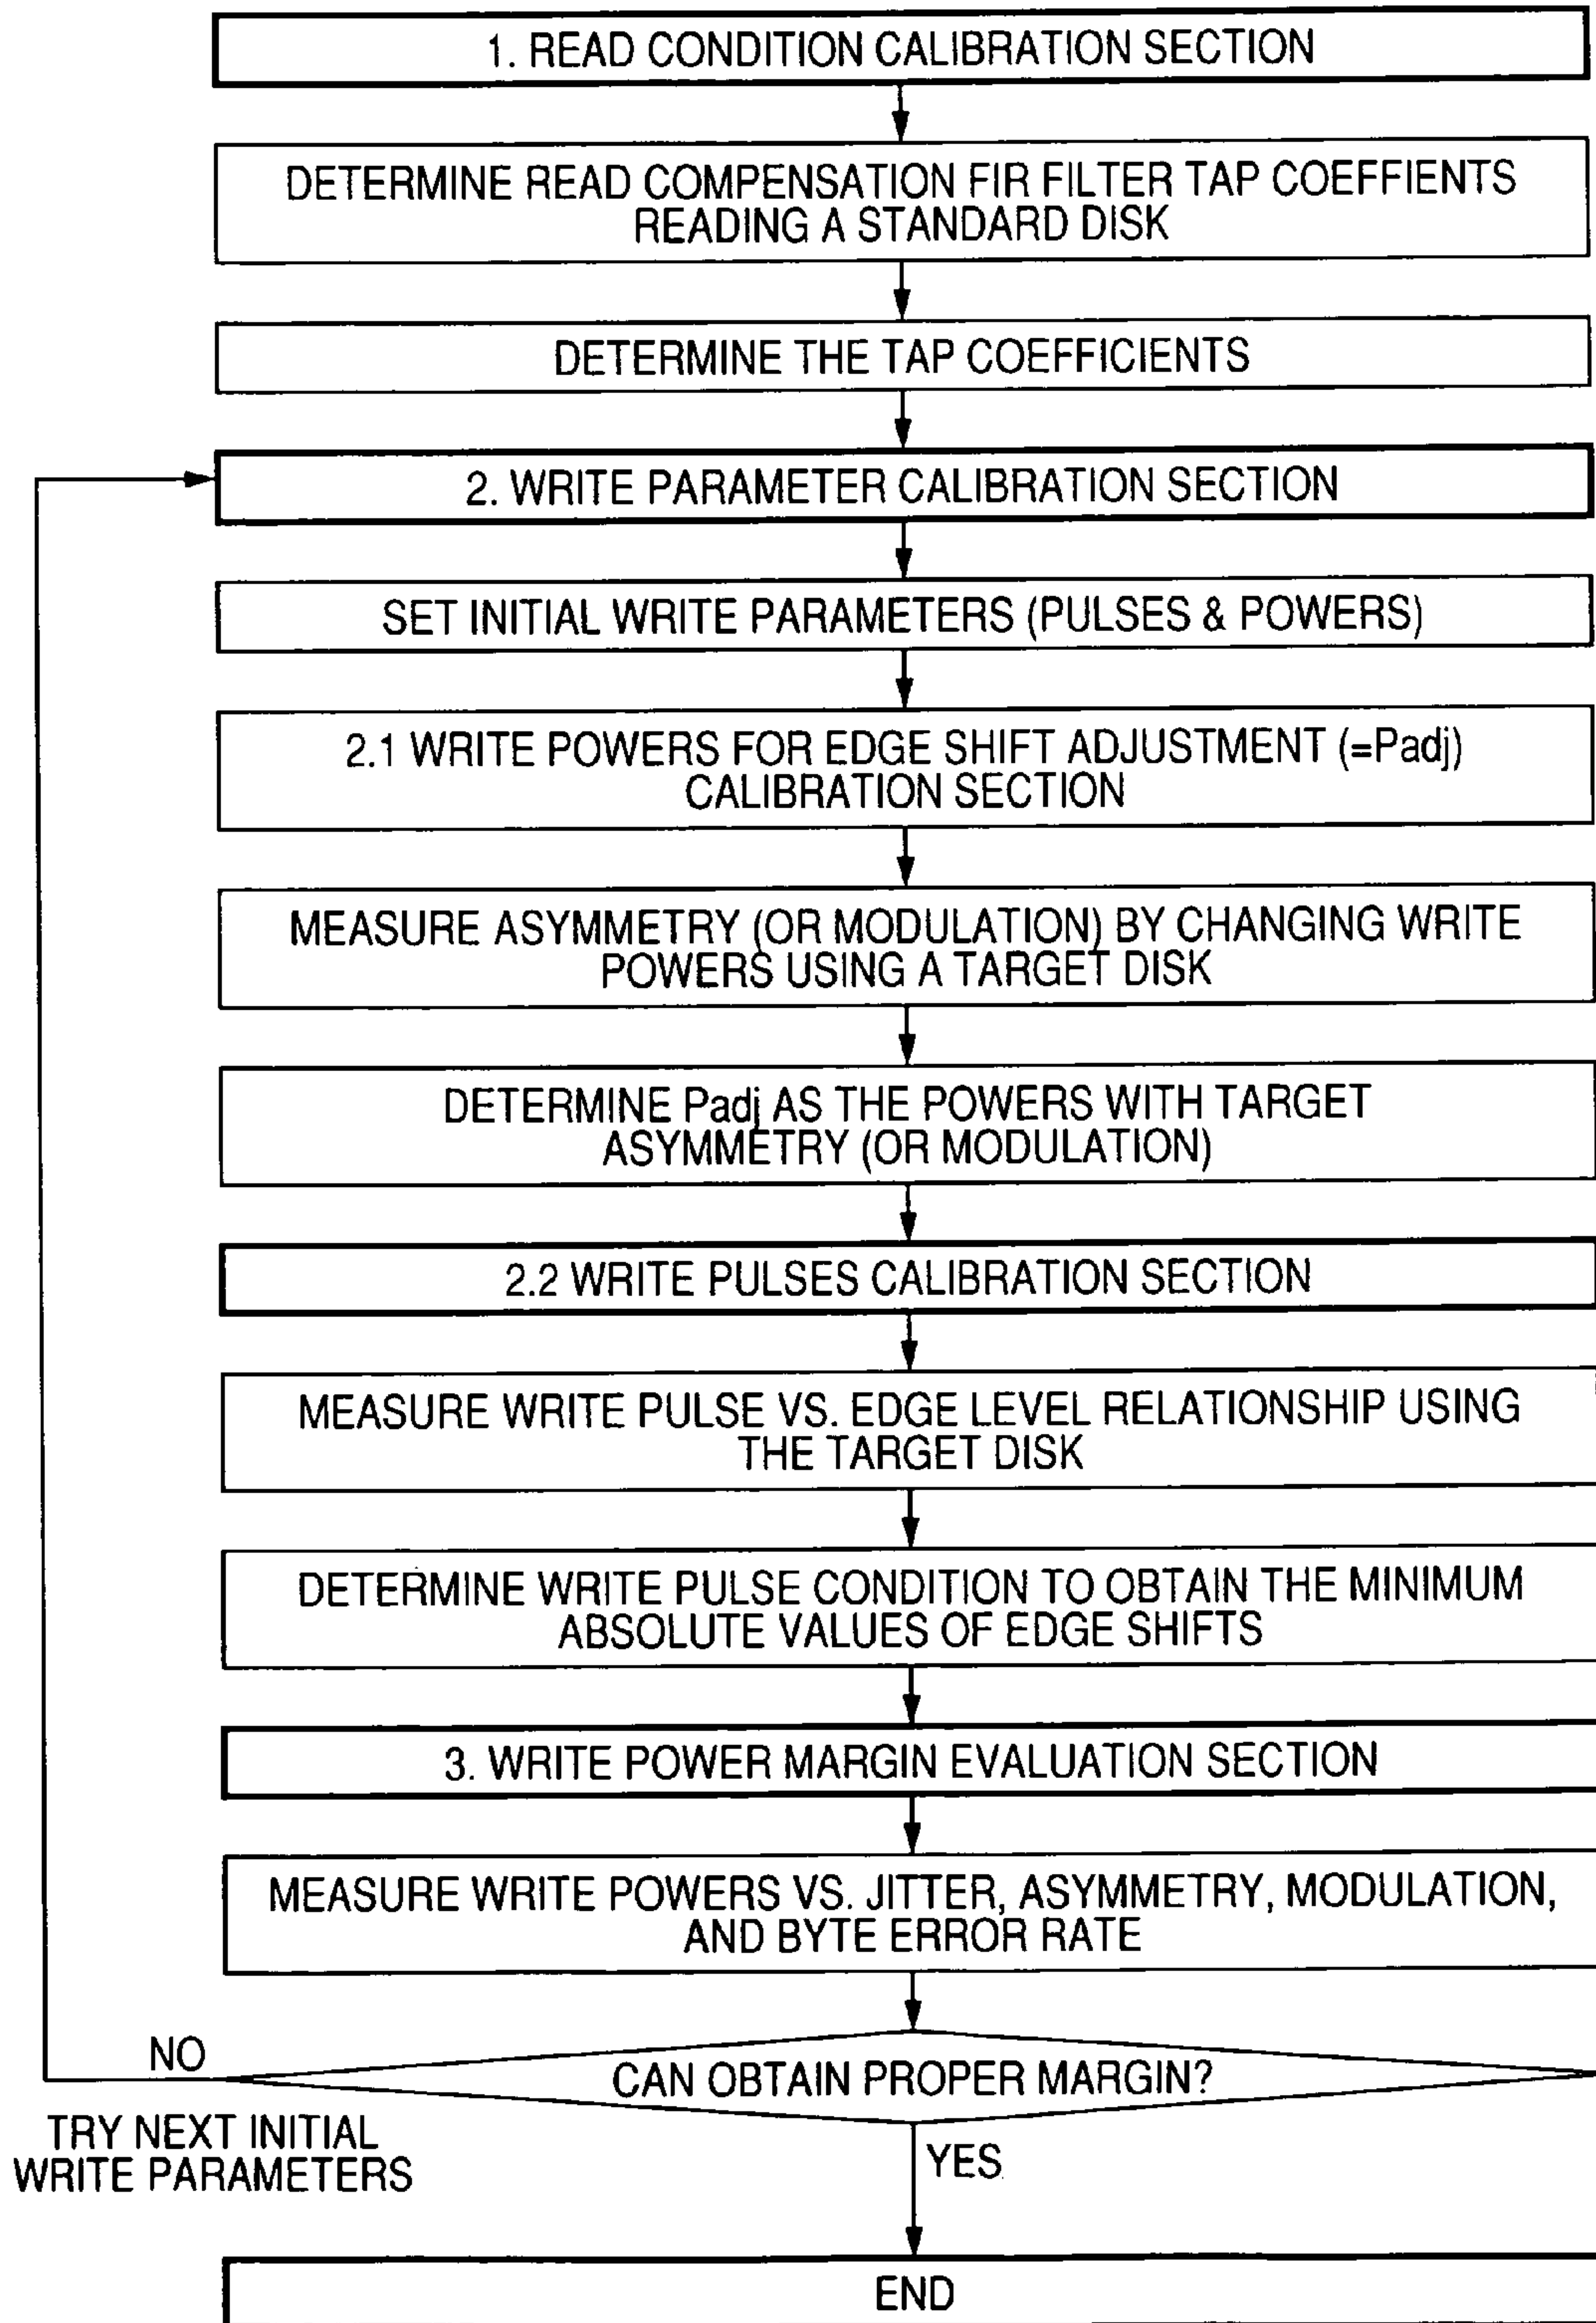 1. READ CONDITION CALIBRATION SECTION
DETERMINE READ COMPENSATION FIR FILTER TAP COEFFIENTS
READING A STANDARD DISK
DETERMINE THE TAP COEFFICIENTS
2. WRITE PARAMETER CALIBRATION SECTION
SET INITIAL WRITE PARAMETERS (PULSES & POWERS)
2.1 WRITE POWERS FOR EDGE SHIFT ADJUSTMENT (=Padj)
CALIBRATION SECTION
MEASURE ASYMMETRY (OR MODULATION) BY CHANGING WRITE
POWERS USING A TARGET DISK
DETERMINE Padj AS THE POWERS WITH TARGET
ASYMMETRY (OR MODULATION)
2.2 WRITE PULSES CALIBRATION SECTION
MEASURE WRITE PULSE VS. EDGE LEVEL RELATIONSHIP USING
THE TARGET DISK
DETERMINE WRITE PULSE CONDITION TO OBTAIN THE MINIMUM
ABSOLUTE VALUES OF EDGE SHIFTS
3. WRITE POWER MARGIN EVALUATION SECTION
MEASURE WRITE POWERS VS. JITTER, ASYMMETRY, MODULATION,
AND BYTE ERROR RATE
NO
CAN OBTAIN PROPER MARGIN?
TRY NEXT INITIAL
WRITE PARAMETERS
YES
END